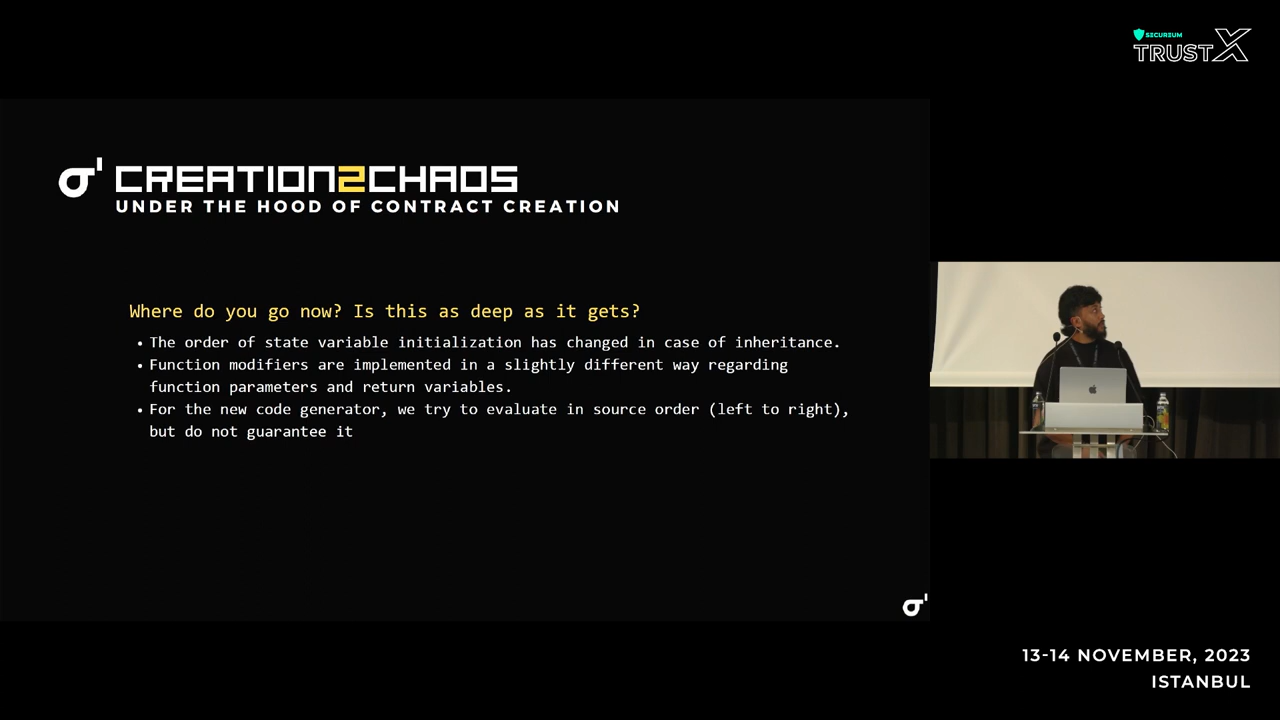 SECUREUM
TRUSTX
σ' CREATION2CHAOS
UNDER THE HOOD OF CONTRACT CREATION
Where do you go now? Is this as deep as it gets?
• The order of state variable initialization has changed in case of inheritance.
• Function modifiers are implemented in a slightly different way regarding
function parameters and return variables.
• For the new code generator, we try to evaluate in source order (left to right),
but do not guarantee it
σ'
13-14 NOVEMBER, 2023
ISTANBUL